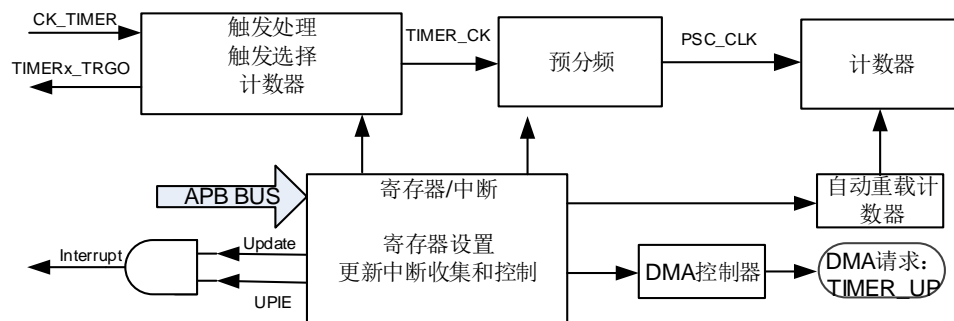 CK_TIMER
TIMERx_TRGO
触发处理
触发选择
计数器
TIMER_CK
预分频
PSC_CLK
计数器
APB BUS
寄存器/中断
寄存器设置
更新中断收集和控制
自动重载计
数器
Interrupt
Update
UPIE
DMA控制器
DMA请求：
TIMER_UP